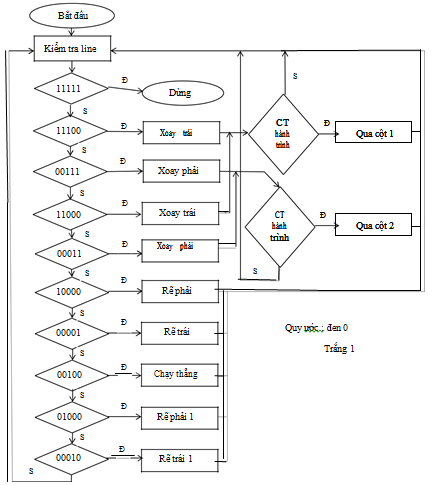 Bắt đầu
Kiểm tra line
11111
Đ
Dừng
S
11100
Đ
Xoay trái
S
00111
Đ
Xoay phải
S
11000
Đ
Xoay trái
S
00011
Đ
Xoay phải
S
10000
Đ
Rẽ phải
S
00001
Đ
Rẽ trái
S
00100
Đ
Chạy thẳng
S
01000
Đ
Rẽ phải 1
S
00010
Đ
Rẽ trái 1
S
S
CT
hành
trình
Đ
Qua cột 1
CT
hành
trình
Đ
Qua cột 2
S
Quy ước.; đen 0
Trắng 1